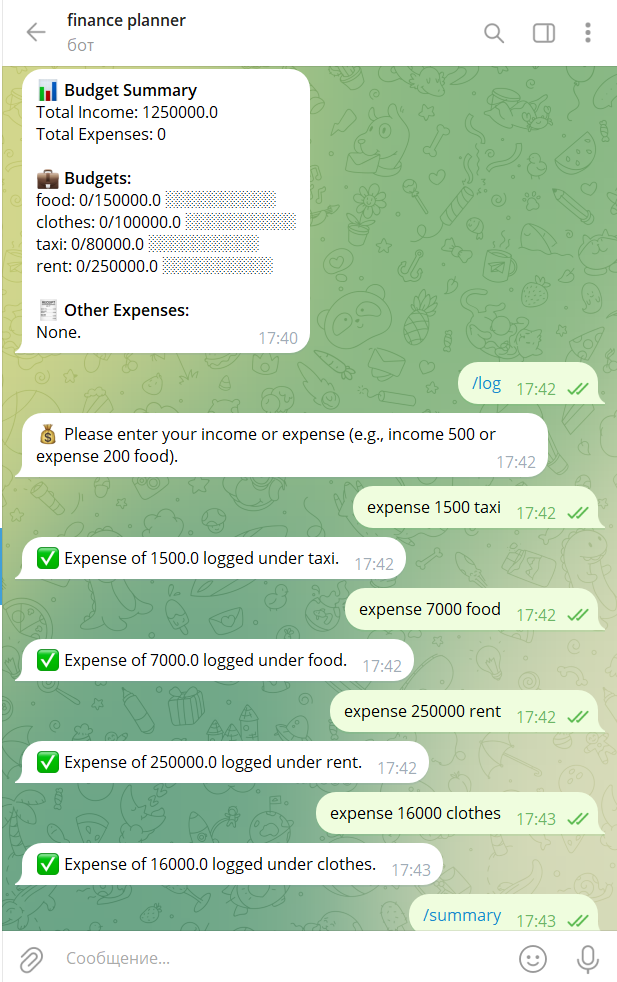 finance planner
бот
Budget Summary
Total Income: 1250000.0
Total Expenses: 0
Budgets:
food: 0/150000.0 ░░░░░░░░░░
clothes: 0/100000.0 ░░░░░░░░░░
taxi: 0/80000.0 ░░░░░░░░░░
rent: 0/250000.0 ░░░░░░░░░░
Other Expenses:
None.
17:40
/log 17:42
Please enter your income or expense (e.g., income 500 or
expense 200 food).
17:42
expense 1500 taxi 17:42
Expense of 1500.0 logged under taxi. 17:42
expense 7000 food 17:42
Expense of 7000.0 logged under food. 17:42
expense 250000 rent 17:42
Expense of 250000.0 logged under rent. 17:42
expense 16000 clothes 17:43
Expense of 16000.0 logged under clothes. 17:43
/summary 17:43
Сообщение...